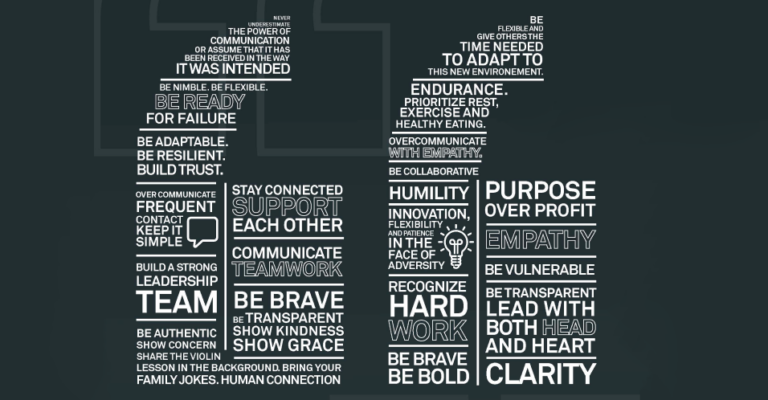 NEVER
UNDERESTIMATE
THE POWER OF
COMMUNICATION
OR ASSUME THAT IT HAS
BEEN RECEIVED IN THE WAY
IT WAS INTENDED
BE NIMBLE. BE FLEXIBLE.
BE READY
FOR FAILURE
BE ADAPTABLE.
BE RESILIENT.
BUILD TRUST.
OVER COMMUNICATE
FREQUENT
CONTACT
KEEP IT
SIMPLE
BUILD A STRONG
LEADERSHIP
TEAM
BE AUTHENTIC
SHOW CONCERN
SHARE THE VIOLIN
LESSON IN THE BACKGROUND. BRING YOUR
FAMILY JOKES. HUMAN CONNECTION
STAY CONNECTED
SUPPORT
EACH OTHER
COMMUNICATE
TEAMWORK
BE BRAVE
BE TRANSPARENT
SHOW KINDNESS
SHOW GRACE
BE
FLEXIBLE AND
GIVE OTHERS THE
TIME NEEDED
TO ADAPT TO
THIS NEW ENVIRONEMENT.
ENDURANCE.
PRIORITIZE REST,
EXERCISE AND
HEALTHY EATING.
OVERCOMMUNICATE
WITH EMPATHY.
BE COLLABORATIVE
HUMILITY
INNOVATION,
FLEXIBILITY
AND PATIENCE
IN THE
FACE OF
ADVERSITY
RECOGNIZE
HARD
WORK
BE BRAVE
BE BOLD
PURPOSE
OVER PROFIT
EMPATHY
BE VULNERABLE
BE TRANSPARENT
LEAD WITH
BOTH HEAD
AND HEART
CLARITY